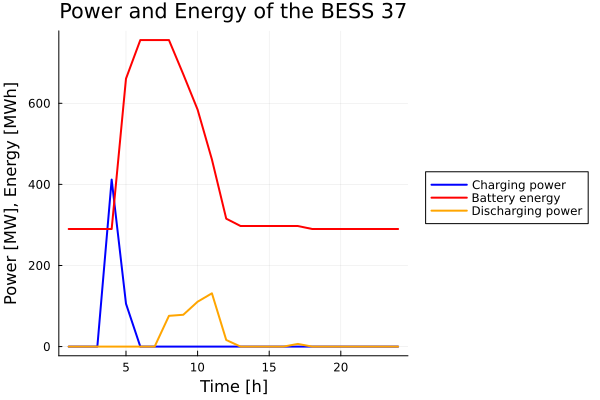 Power and Energy of the BESS 37
Power [MW], Energy [MWh]
600
400
200
0
5
10
15
20
Time [h]
Charging power
Battery energy
Discharging power